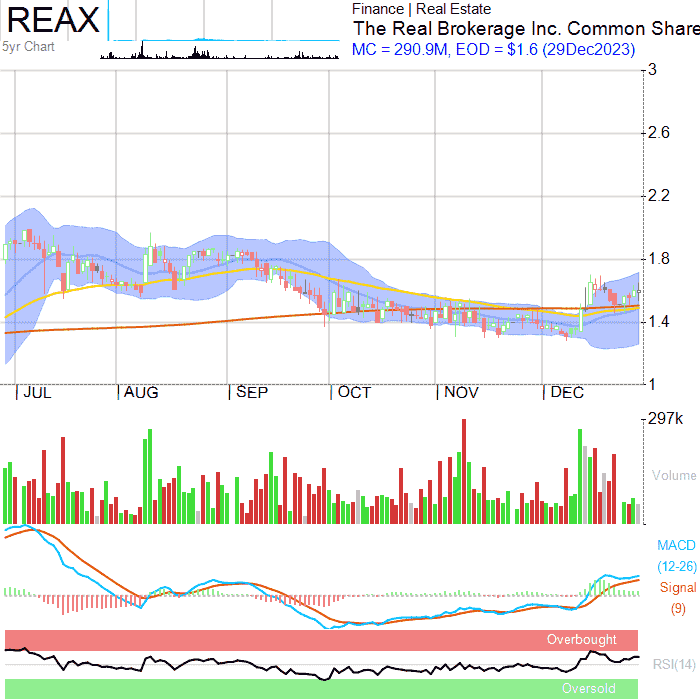 REAX
5yr Chart
Finance | Real Estate
The Real Brokerage Inc. Common Share
MC = 290.9M, EOD = $1.6 (29Dec2023)
3
2.6
2.2
1.8
1.4
1
JUL AUG SEP OCT NOV DEC
297k
Volume
MACD
(12-26)
Signal
(9)
Overbought
RSI(14)
Oversold